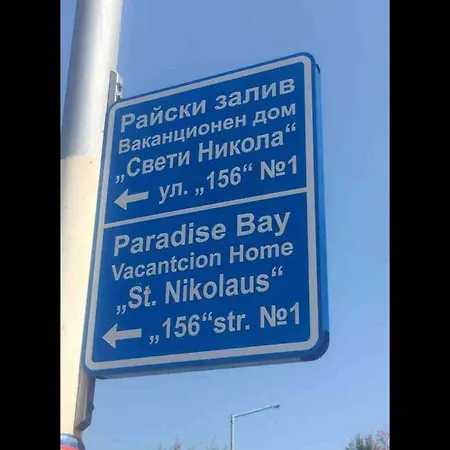 Райски залив
Ваканционен дом
„Свети Никола“
← ул. „156“ №1
Paradise Bay
Vacantcion Home
„St. Nikolaus“
← „156“str. №1